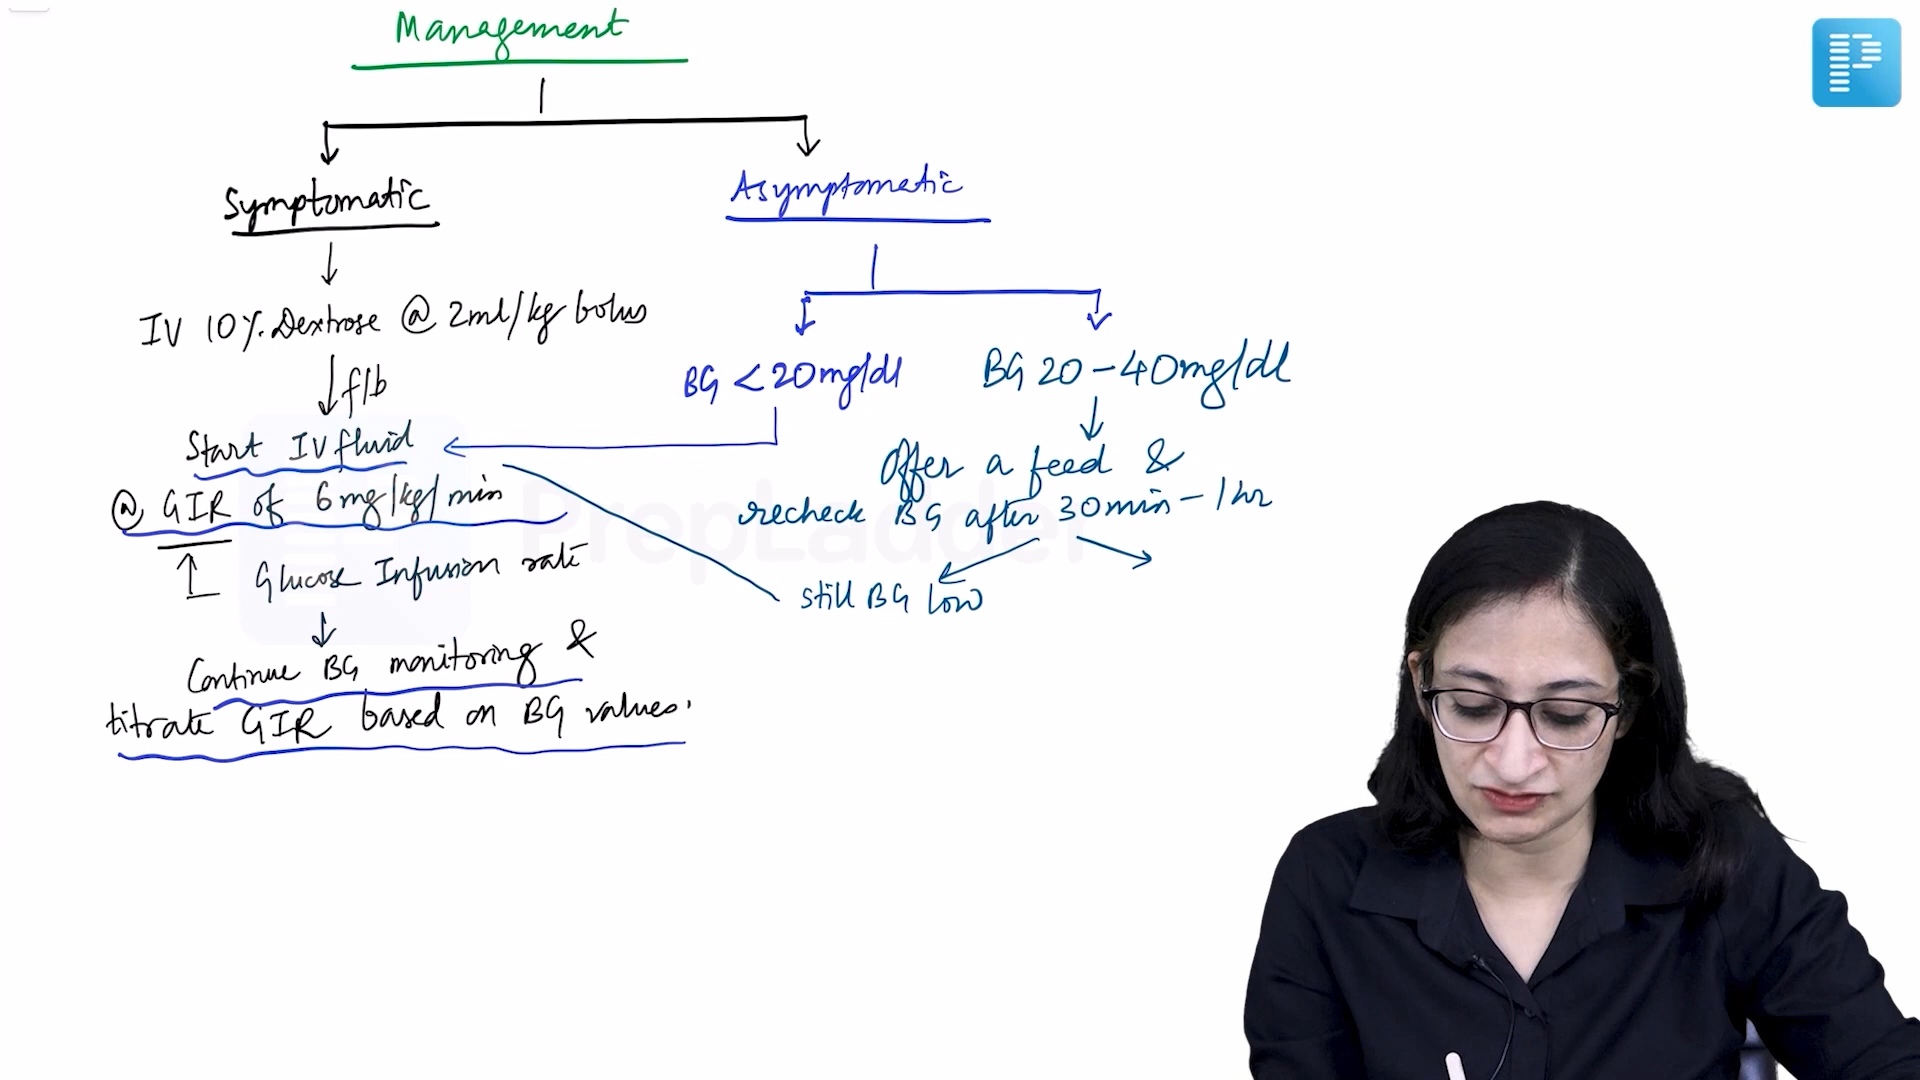 Management
Symptomatic
Asymptomatic
IV 10% Dextrose @ 2ml/kg bolus
f/b
BG < 20mg/dl
BG 20-40mg/dl
Start IV fluid
@ GIR of 6mg/kg/min
Offer a feed &
recheck BG after 30min-1hr
Glucose Infusion rate
still BG low
Continue BG monitoring &
titrate GIR based on BG values.
PrepLadder